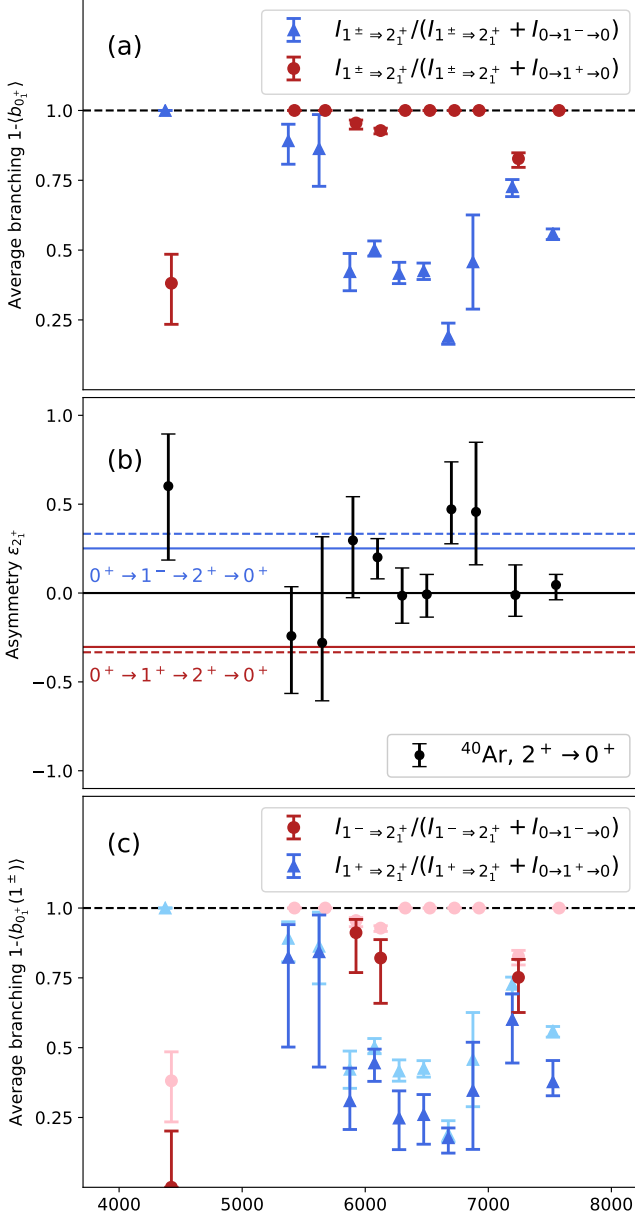 (a)
I_{1^± ⇒ 2_1^+}/(I_{1^± ⇒ 2_1^+} + I_{0→1^-→0})
I_{1^± ⇒ 2_1^+}/(I_{1^± ⇒ 2_1^+} + I_{0→1^+→0})
Average branching 1-⟨b_{0_1^+}⟩
1.0
0.75
0.5
0.25
(b)
Asymmetry ε_{2_1^+}
1.0
0.5
0.0
−0.5
−1.0
0^+ → 1^- → 2^+ → 0^+
0^+ → 1^+ → 2^+ → 0^+
^{40}Ar, 2^+ → 0^+
(c)
I_{1^- ⇒ 2_1^+}/(I_{1^- ⇒ 2_1^+} + I_{0→1^-→0})
I_{1^+ ⇒ 2_1^+}/(I_{1^+ ⇒ 2_1^+} + I_{0→1^+→0})
Average branching 1-⟨b_{0_1^+}(1^±)⟩
1.0
0.75
0.5
0.25
4000 5000 6000 7000 8000